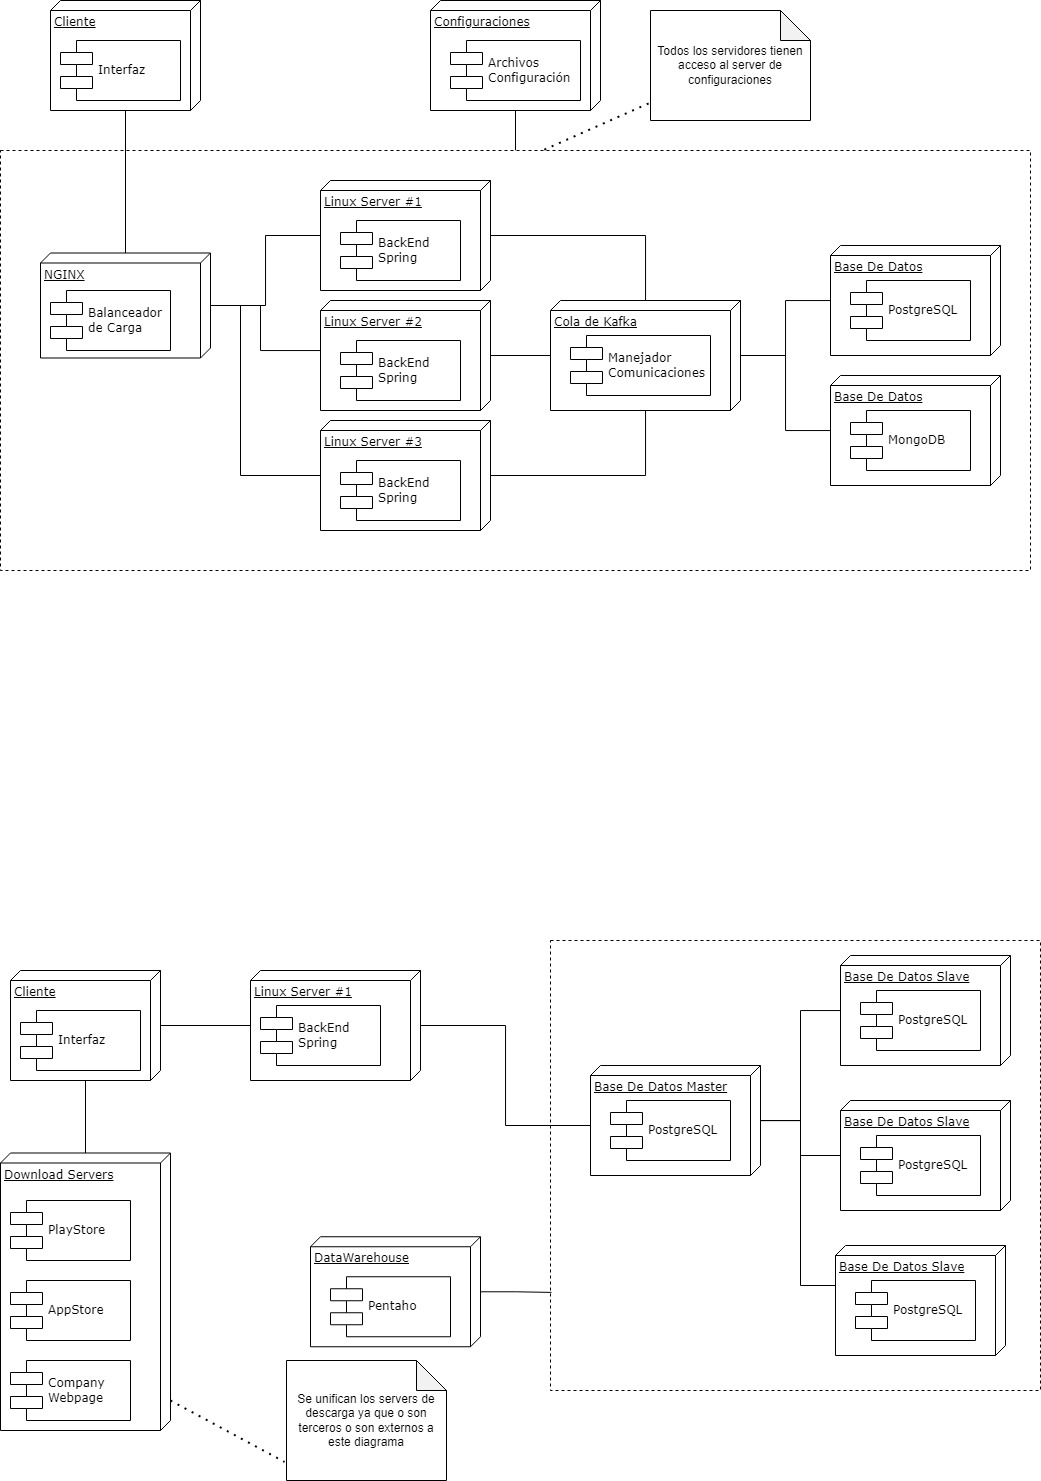 Cliente
Interfaz
Configuraciones
Archivos
Configuración
Todos los servidores tienen
acceso al server de
configuraciones
NGINX
Balanceador
de Carga
Linux Server #1
BackEnd
Spring
Linux Server #2
BackEnd
Spring
Linux Server #3
BackEnd
Spring
Cola de Kafka
Manejador
Comunicaciones
Base De Datos
PostgreSQL
Base De Datos
MongoDB
Cliente
Interfaz
Linux Server #1
BackEnd
Spring
Base De Datos Master
PostgreSQL
Base De Datos Slave
PostgreSQL
Base De Datos Slave
PostgreSQL
Base De Datos Slave
PostgreSQL
Download Servers
PlayStore
AppStore
Company
Webpage
DataWarehouse
Pentaho
Se unifican los servers de
descarga ya que o son
terceros o son externos a
este diagrama